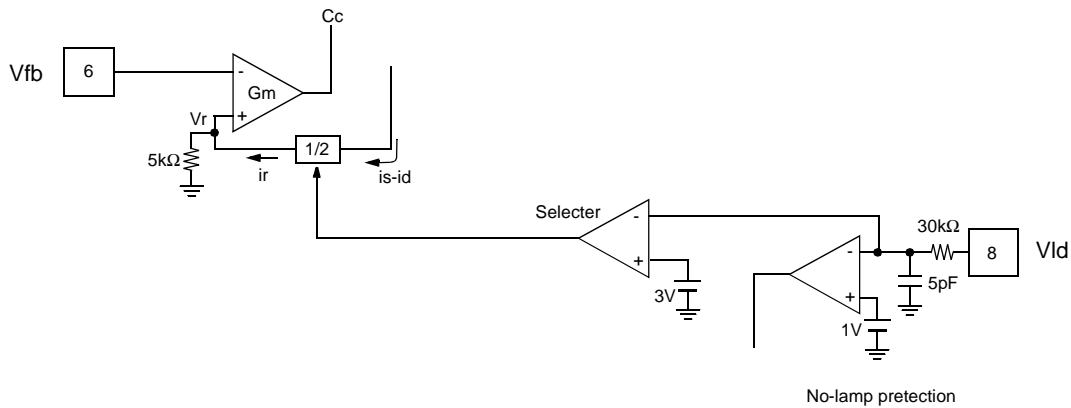 Cc
Vfb
6
-
Gm
+
Vr
5kΩ
1/2
ir
is-id
Selecter
-
+
3V
30kΩ
8
Vld
5pF
-
+
1V
No-lamp pretection